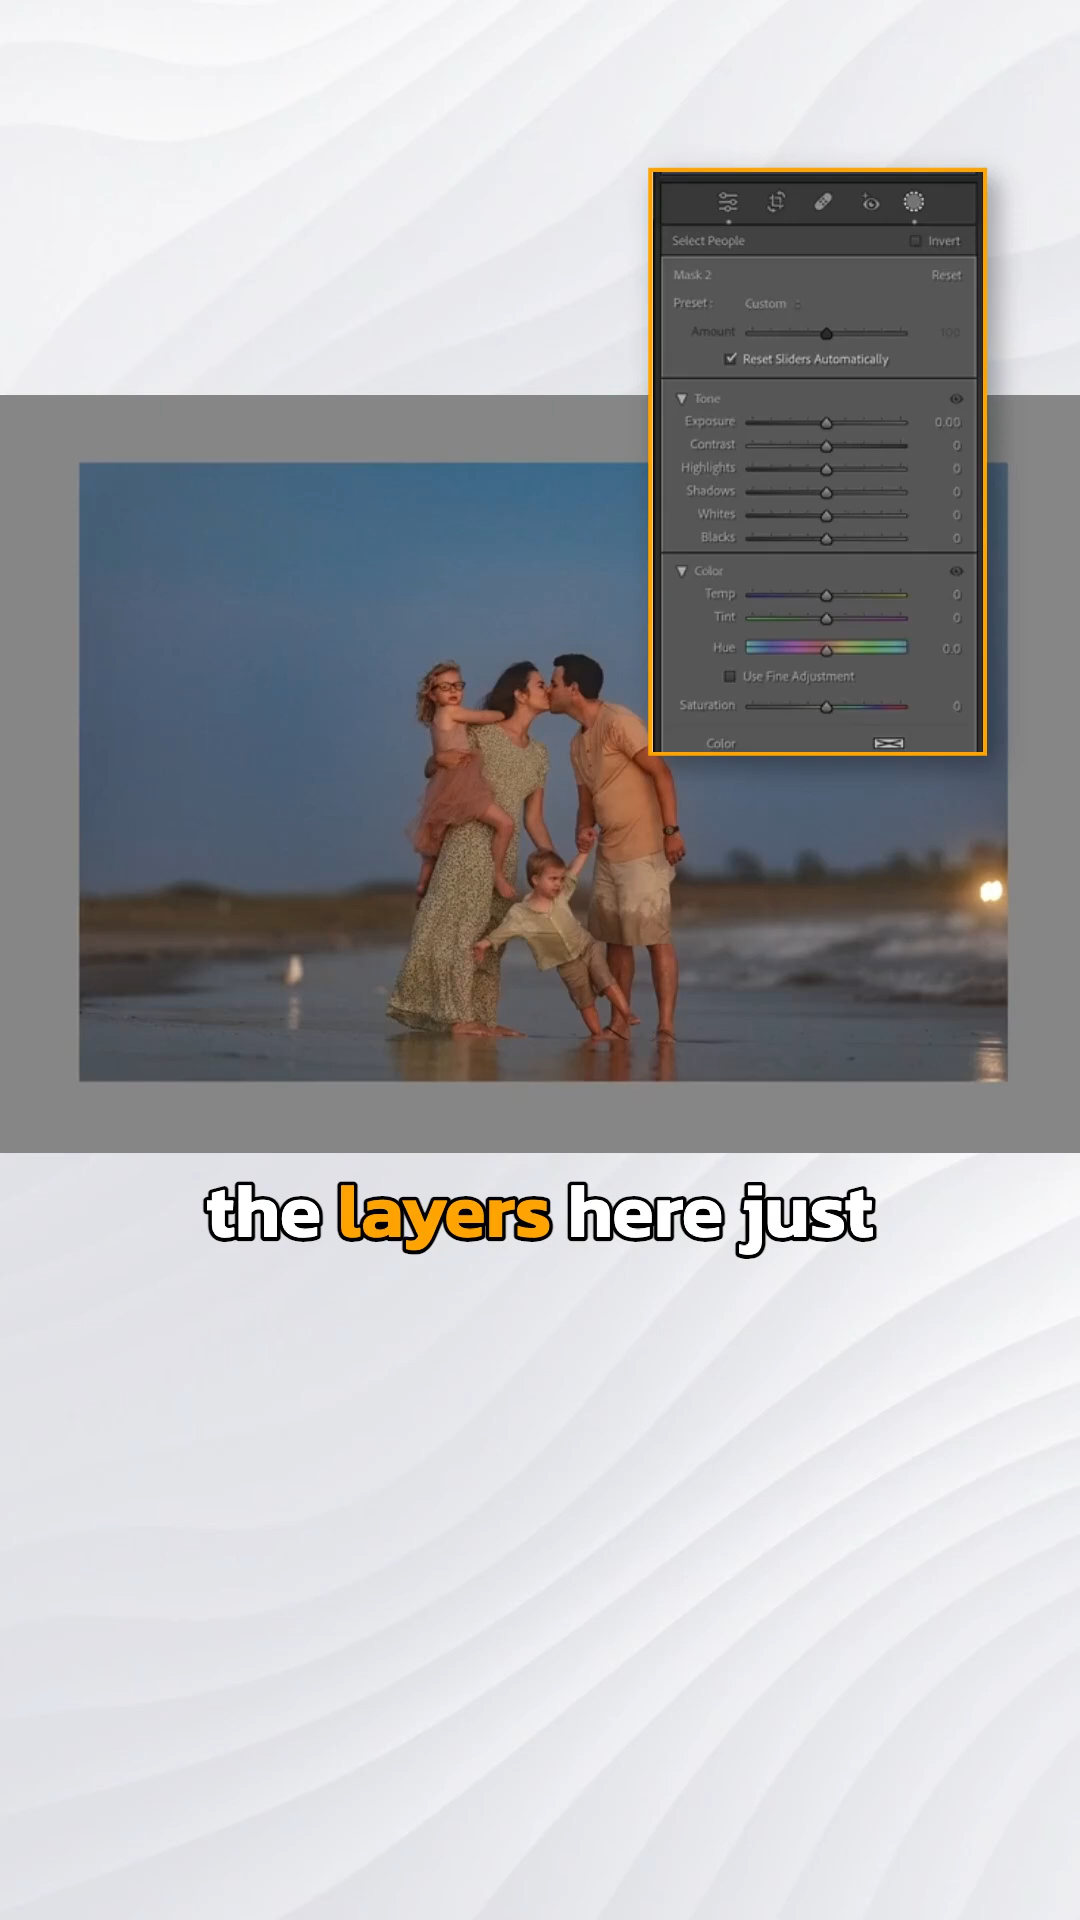 Select People Invert
Mask 2 Reset
Preset : Custom
Amount 100
Reset Sliders Automatically
Tone
Exposure 0.00
Contrast 0
Highlights 0
Shadows 0
Whites 0
Blacks 0
Color
Temp 0
Tint 0
Hue 0.0
Use Fine Adjustment
Saturation 0
Color
the layers here just